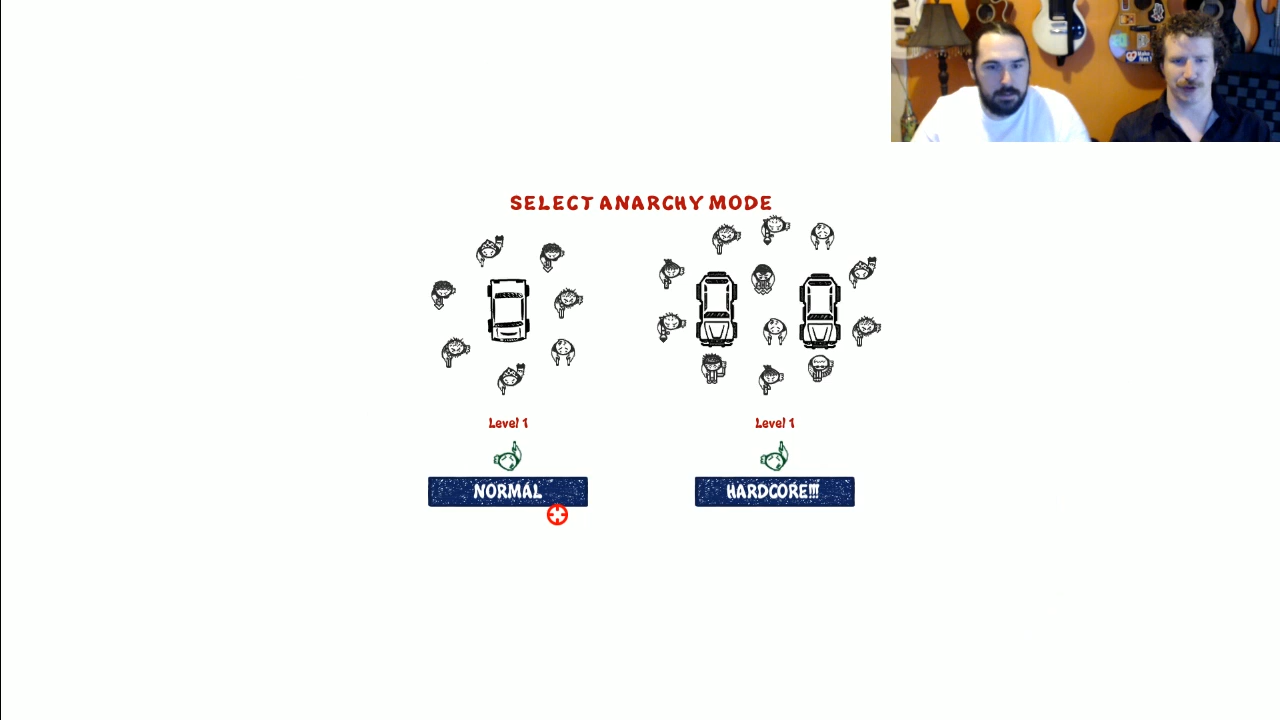 SELECT ANARCHY MODE
Level 1
Level 1
NORMAL
HARDCORE!!!